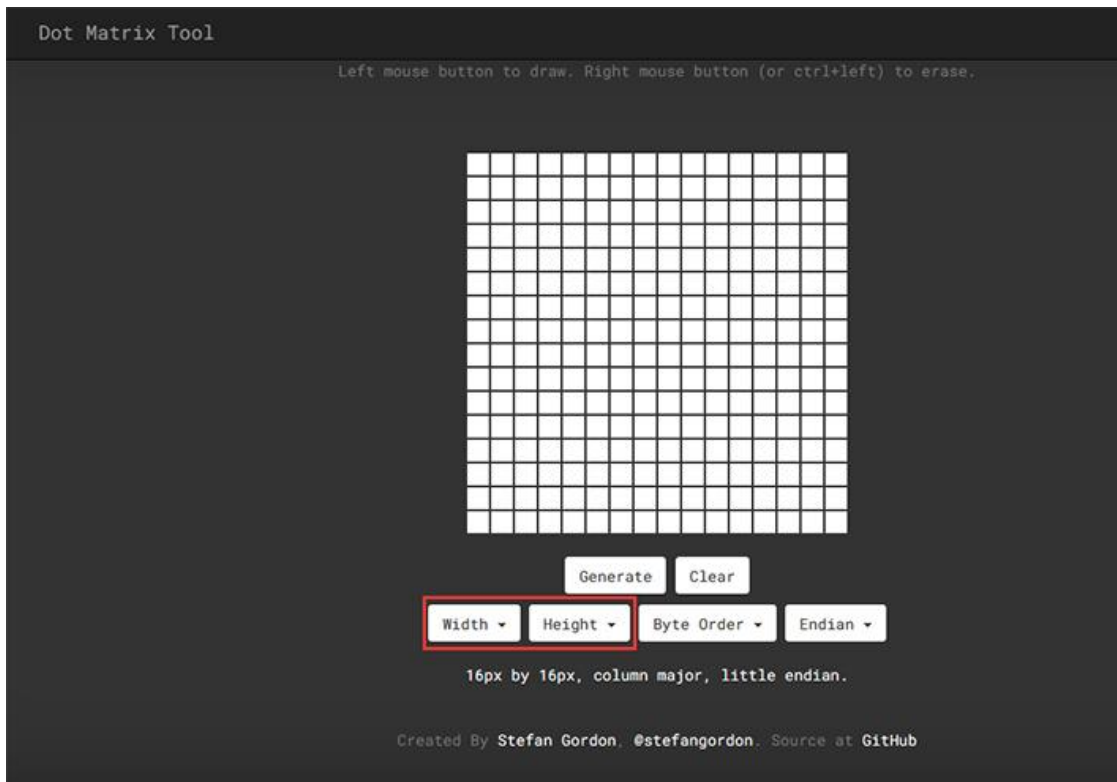 Dot Matrix Tool
Left mouse button to draw. Right mouse button (or ctrl+left) to erase.
Generate Clear
Width Height Byte Order Endian
16px by 16px, column major, little endian.
Created By Stefan Gordon, @stefangordon. Source at GitHub